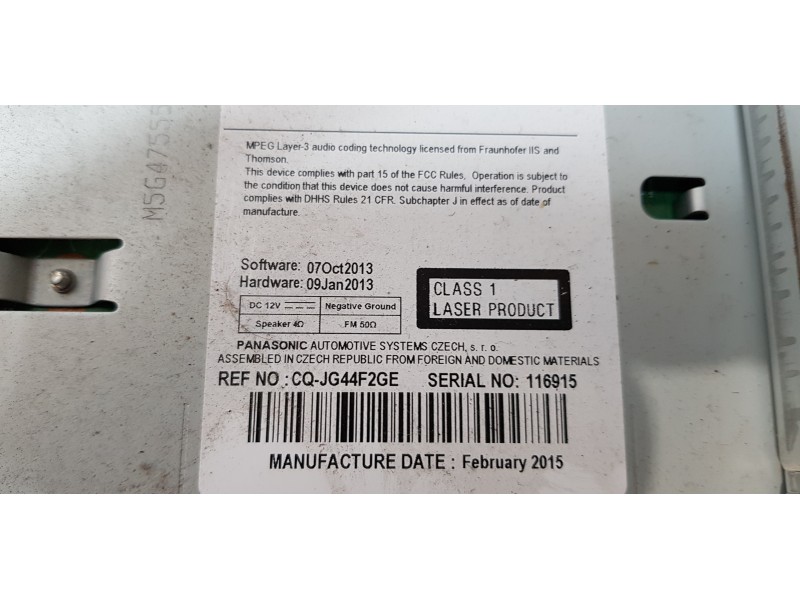 MPEG Layer-3 audio coding technology licensed from Fraunhofer IIS and
Thomson.
This device complies with part 15 of the FCC Rules, Operation is subject to
the condition that this device does not cause harmful interference. Product
complies with DHHS Rules 21 CFR. Subchapter J in effect as of date of
manufacture.
Software: 07Oct2013
Hardware: 09Jan2013
DC 12V Negative Ground
Speaker 4Ω FM 50Ω
CLASS 1
LASER PRODUCT
PANASONIC AUTOMOTIVE SYSTEMS CZECH, s. r. o.
ASSEMBLED IN CZECH REPUBLIC FROM FOREIGN AND DOMESTIC MATERIALS
REF NO : CQ-JG44F2GE SERIAL NO: 116915
MANUFACTURE DATE : February 2015